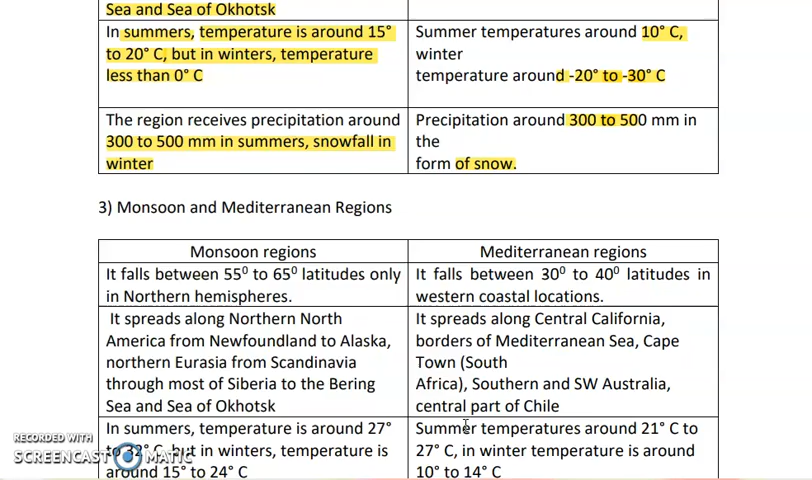 Sea and Sea of Okhotsk
In summers, temperature is around 15°
to 20° C, but in winters, temperature
less than 0° C
Summer temperatures around 10° C,
winter
temperature around -20° to -30° C
The region receives precipitation around
300 to 500 mm in summers, snowfall in
winter
Precipitation around 300 to 500 mm in
the
form of snow.
3) Monsoon and Mediterranean Regions
Monsoon regions
Mediterranean regions
It falls between 55⁰ to 65⁰ latitudes only
in Northern hemispheres.
It falls between 30⁰ to 40⁰ latitudes in
western coastal locations.
It spreads along Northern North
America from Newfoundland to Alaska,
northern Eurasia from Scandinavia
through most of Siberia to the Bering
Sea and Sea of Okhotsk
It spreads along Central California,
borders of Mediterranean Sea, Cape
Town (South
Africa), Southern and SW Australia,
central part of Chile
In summers, temperature is around 27°
to 32° C, but in winters, temperature is
around 15° to 24° C
Summer temperatures around 21° C to
27° C, in winter temperature is around
10° to 14° C
RECORDED WITH
SCREENCAST MATIC